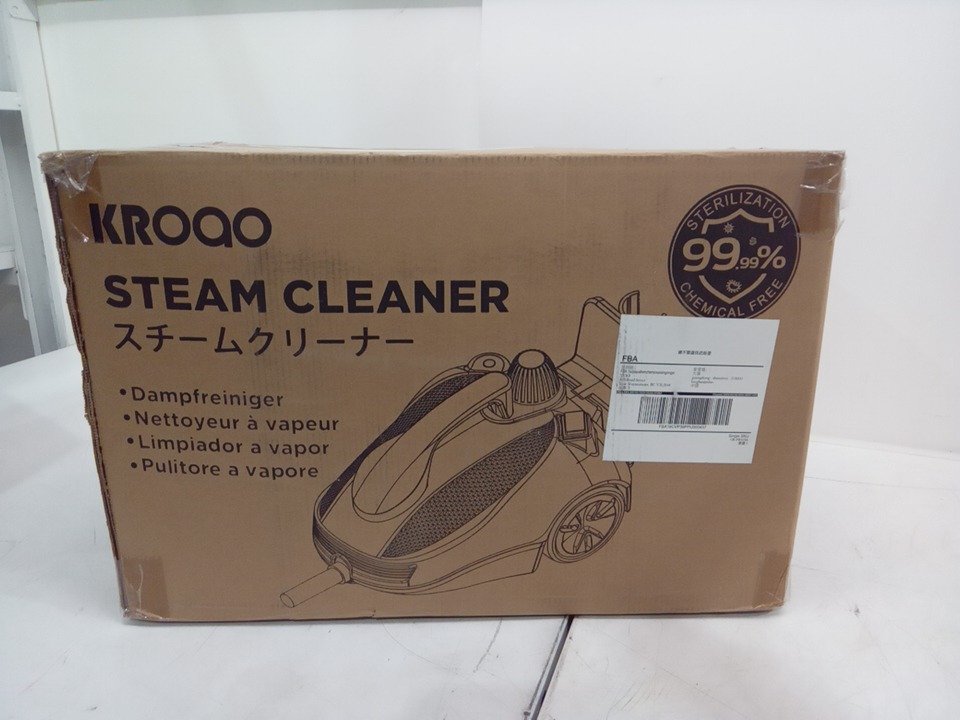 KROAO
STEAM CLEANER
スチームクリーナー
•Dampfreiniger
•Nettoyeur à vapeur
•Limpiador a vapor
•Pulitore a vapore
STERILIZATION
99.99%
CHEMICAL FREE
FBA